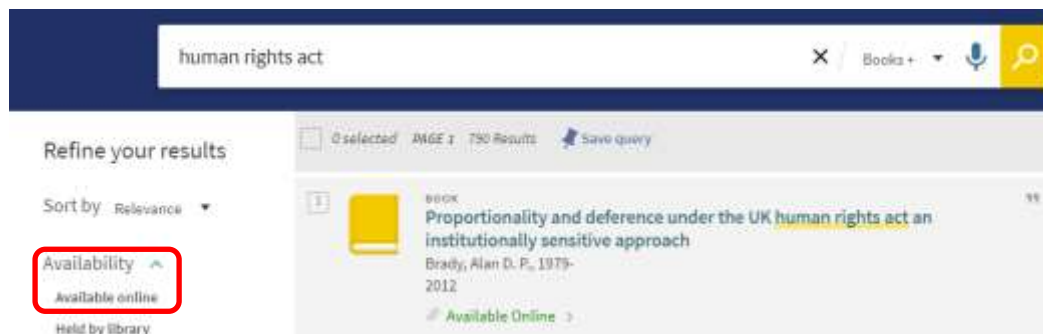 human rights act
Books +
Refine your results
0 selected PAGE 1 790 Results Save query
Sort by Relevance
1
BOOK
Proportionality and deference under the UK human rights act an
institutionally sensitive approach
Brady, Alan D. P., 1979-
2012
Available Online
Availability
Available online
Held by library